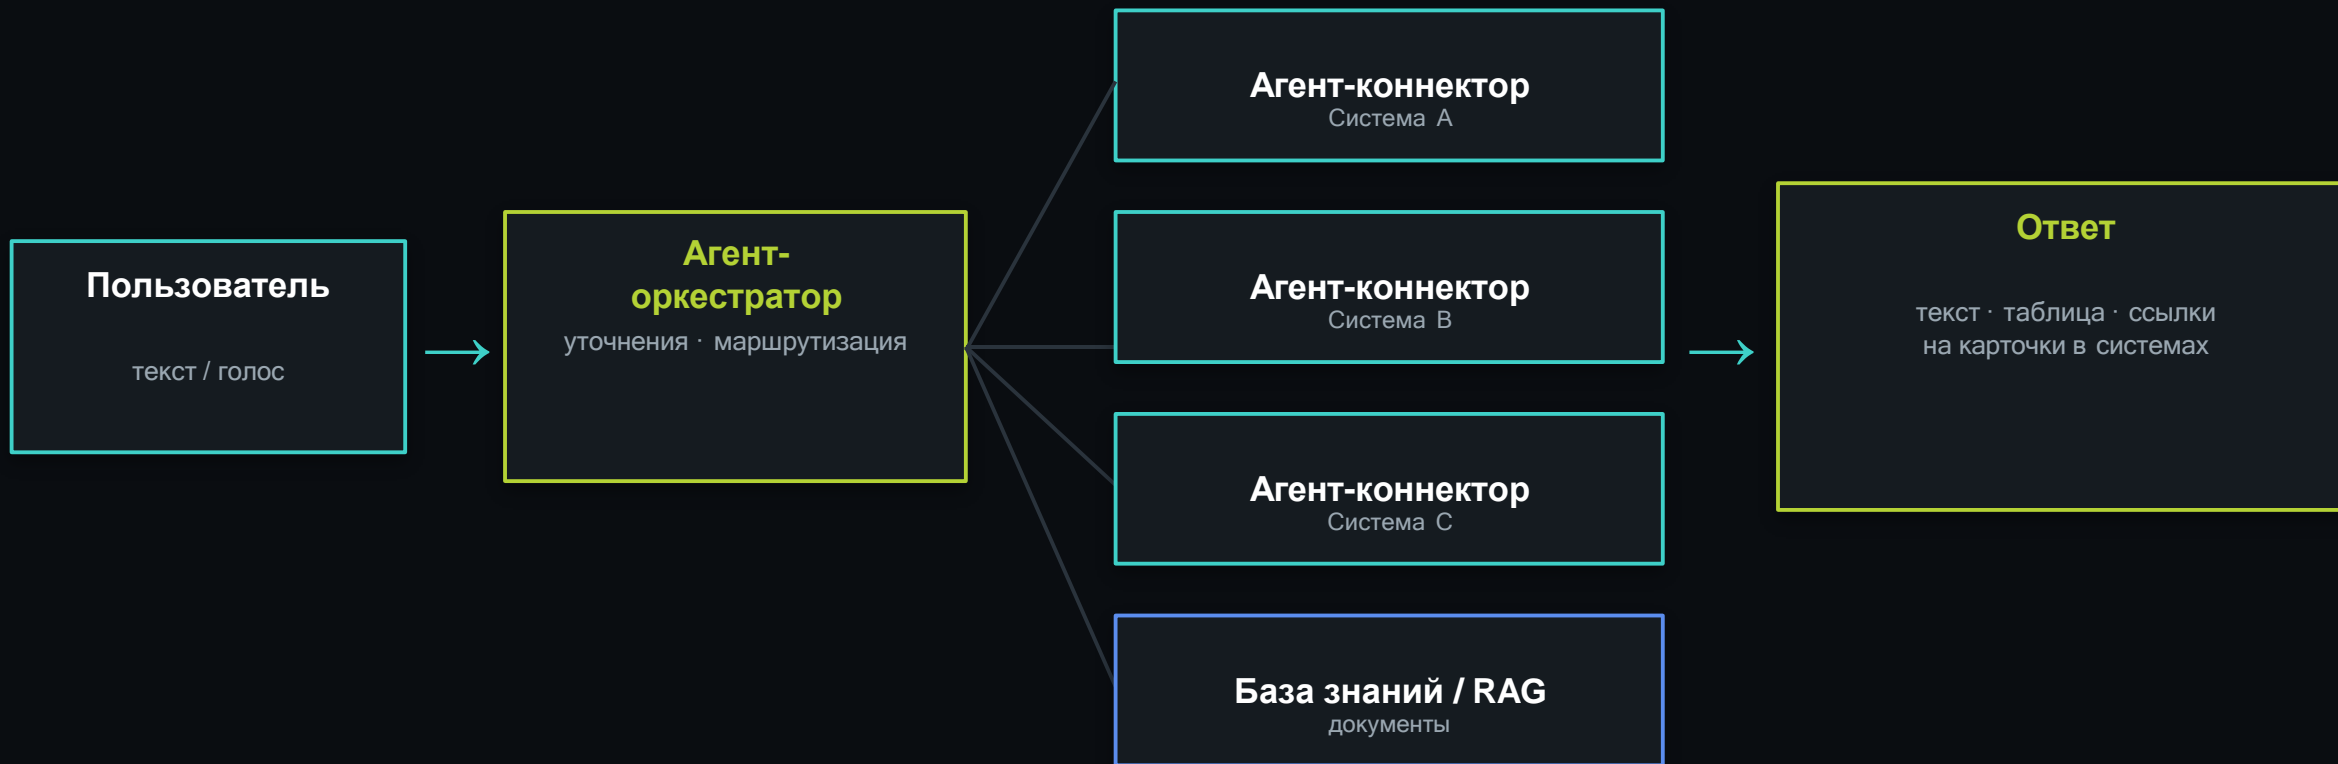 Пользователь
текст / голос
→
Агент-
оркестратор
уточнения · маршрутизация
Агент-коннектор
Система A
Агент-коннектор
Система B
Агент-коннектор
Система C
База знаний / RAG
документы
→
Ответ
текст · таблица · ссылки
на карточки в системах